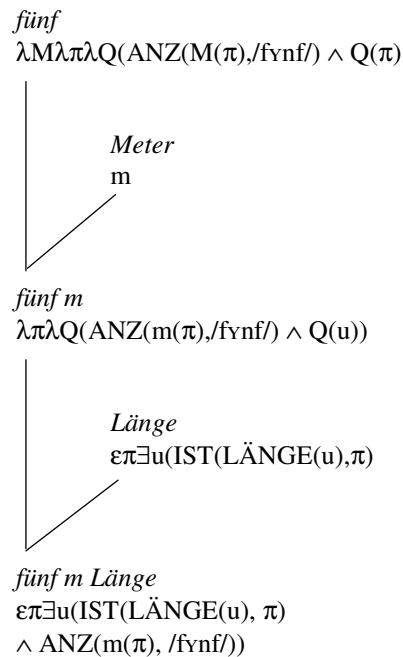 fünf
λMλπλQ(ANZ(M(π),/fʏnf/) ∧ Q(π)
Meter
m
fünf m
λπλQ(ANZ(m(π),/fʏnf/) ∧ Q(u))
Länge
επ∃u(IST(LÄNGE(u),π)
fünf m Länge
επ∃u(IST(LÄNGE(u), π)
∧ ANZ(m(π), /fʏnf/))